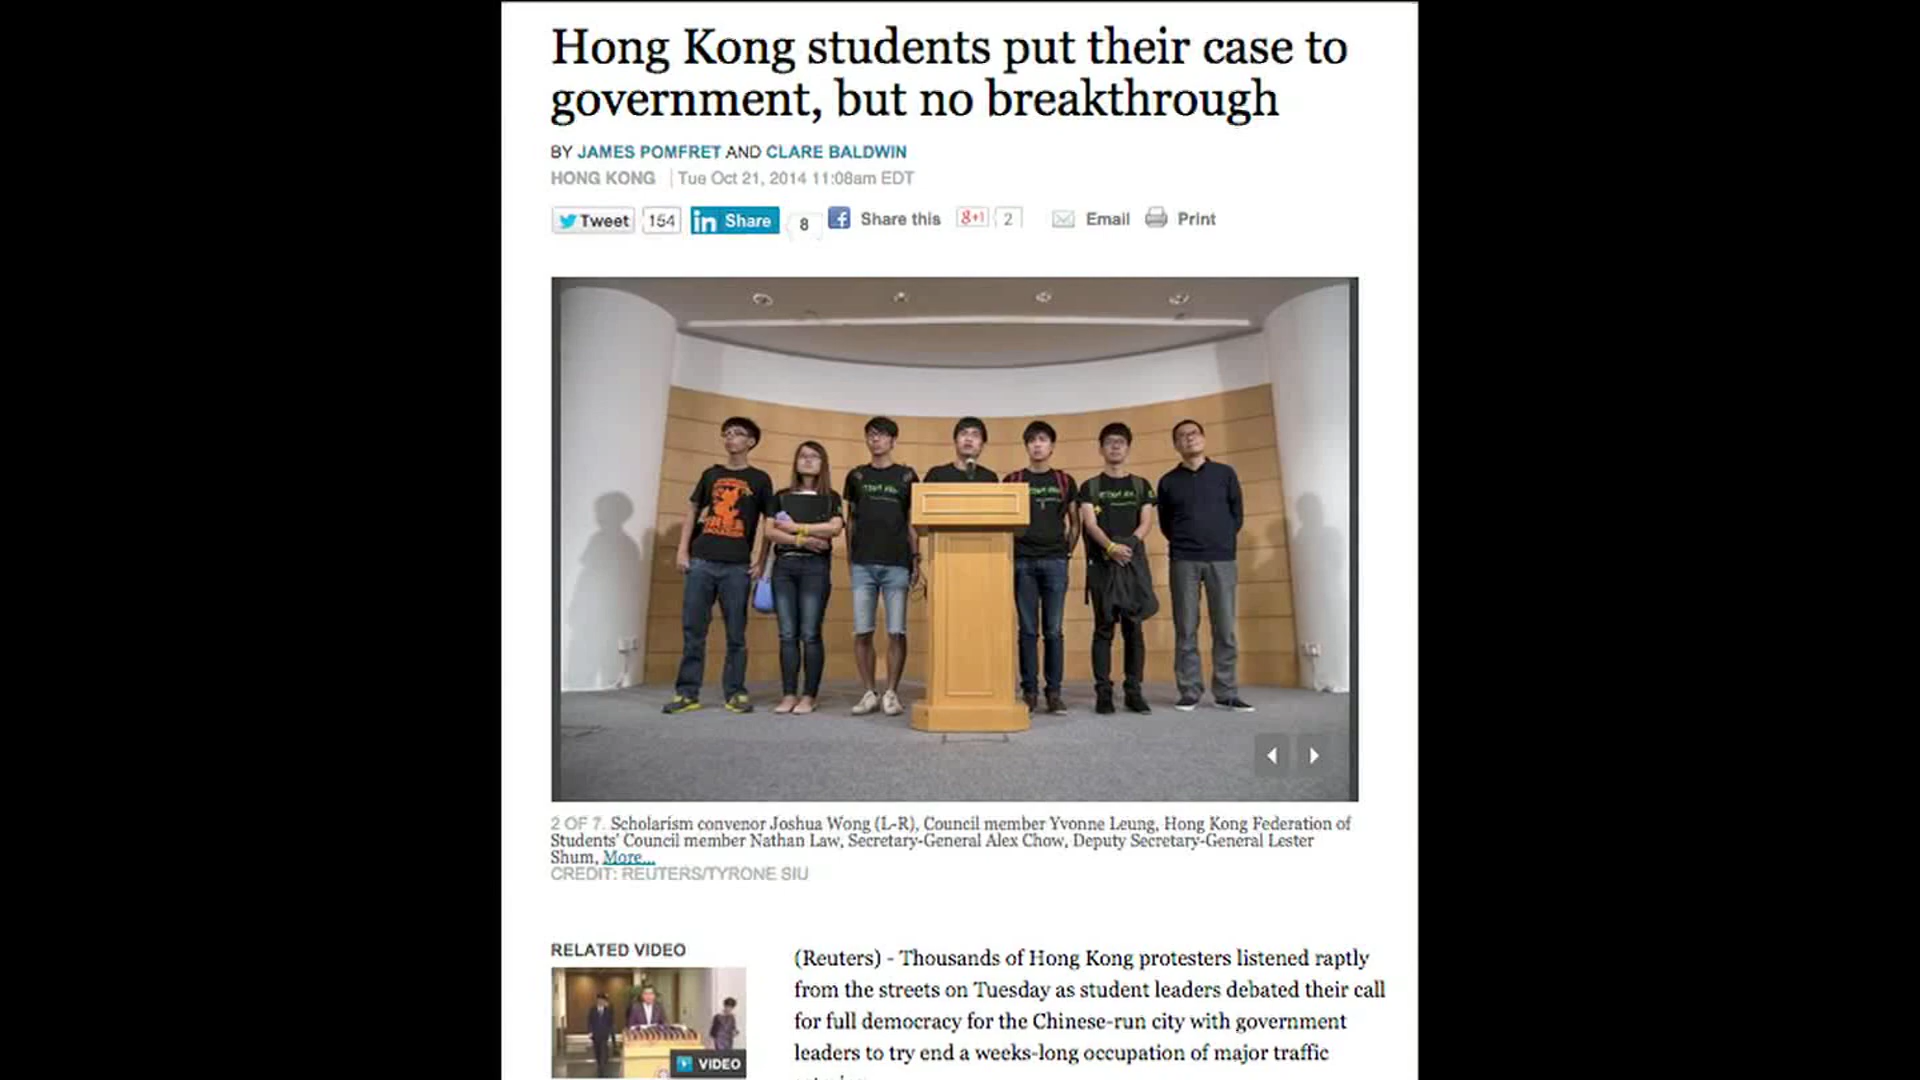 Hong Kong students put their case to
government, but no breakthrough
BY JAMES POMFRET AND CLARE BALDWIN
HONG KONG | Tue Oct 21, 2014 11:08am EDT
Tweet 154 in Share 8 f Share this g+1 2 Email Print
2 OF 7. Scholarism convenor Joshua Wong (L-R), Council member Yvonne Leung, Hong Kong Federation of
Students' Council member Nathan Law, Secretary-General Alex Chow, Deputy Secretary-General Lester
Shum, More...
CREDIT: REUTERS/TYRONE SIU
RELATED VIDEO
VIDEO
(Reuters) - Thousands of Hong Kong protesters listened raptly
from the streets on Tuesday as student leaders debated their call
for full democracy for the Chinese-run city with government
leaders to try end a weeks-long occupation of major traffic